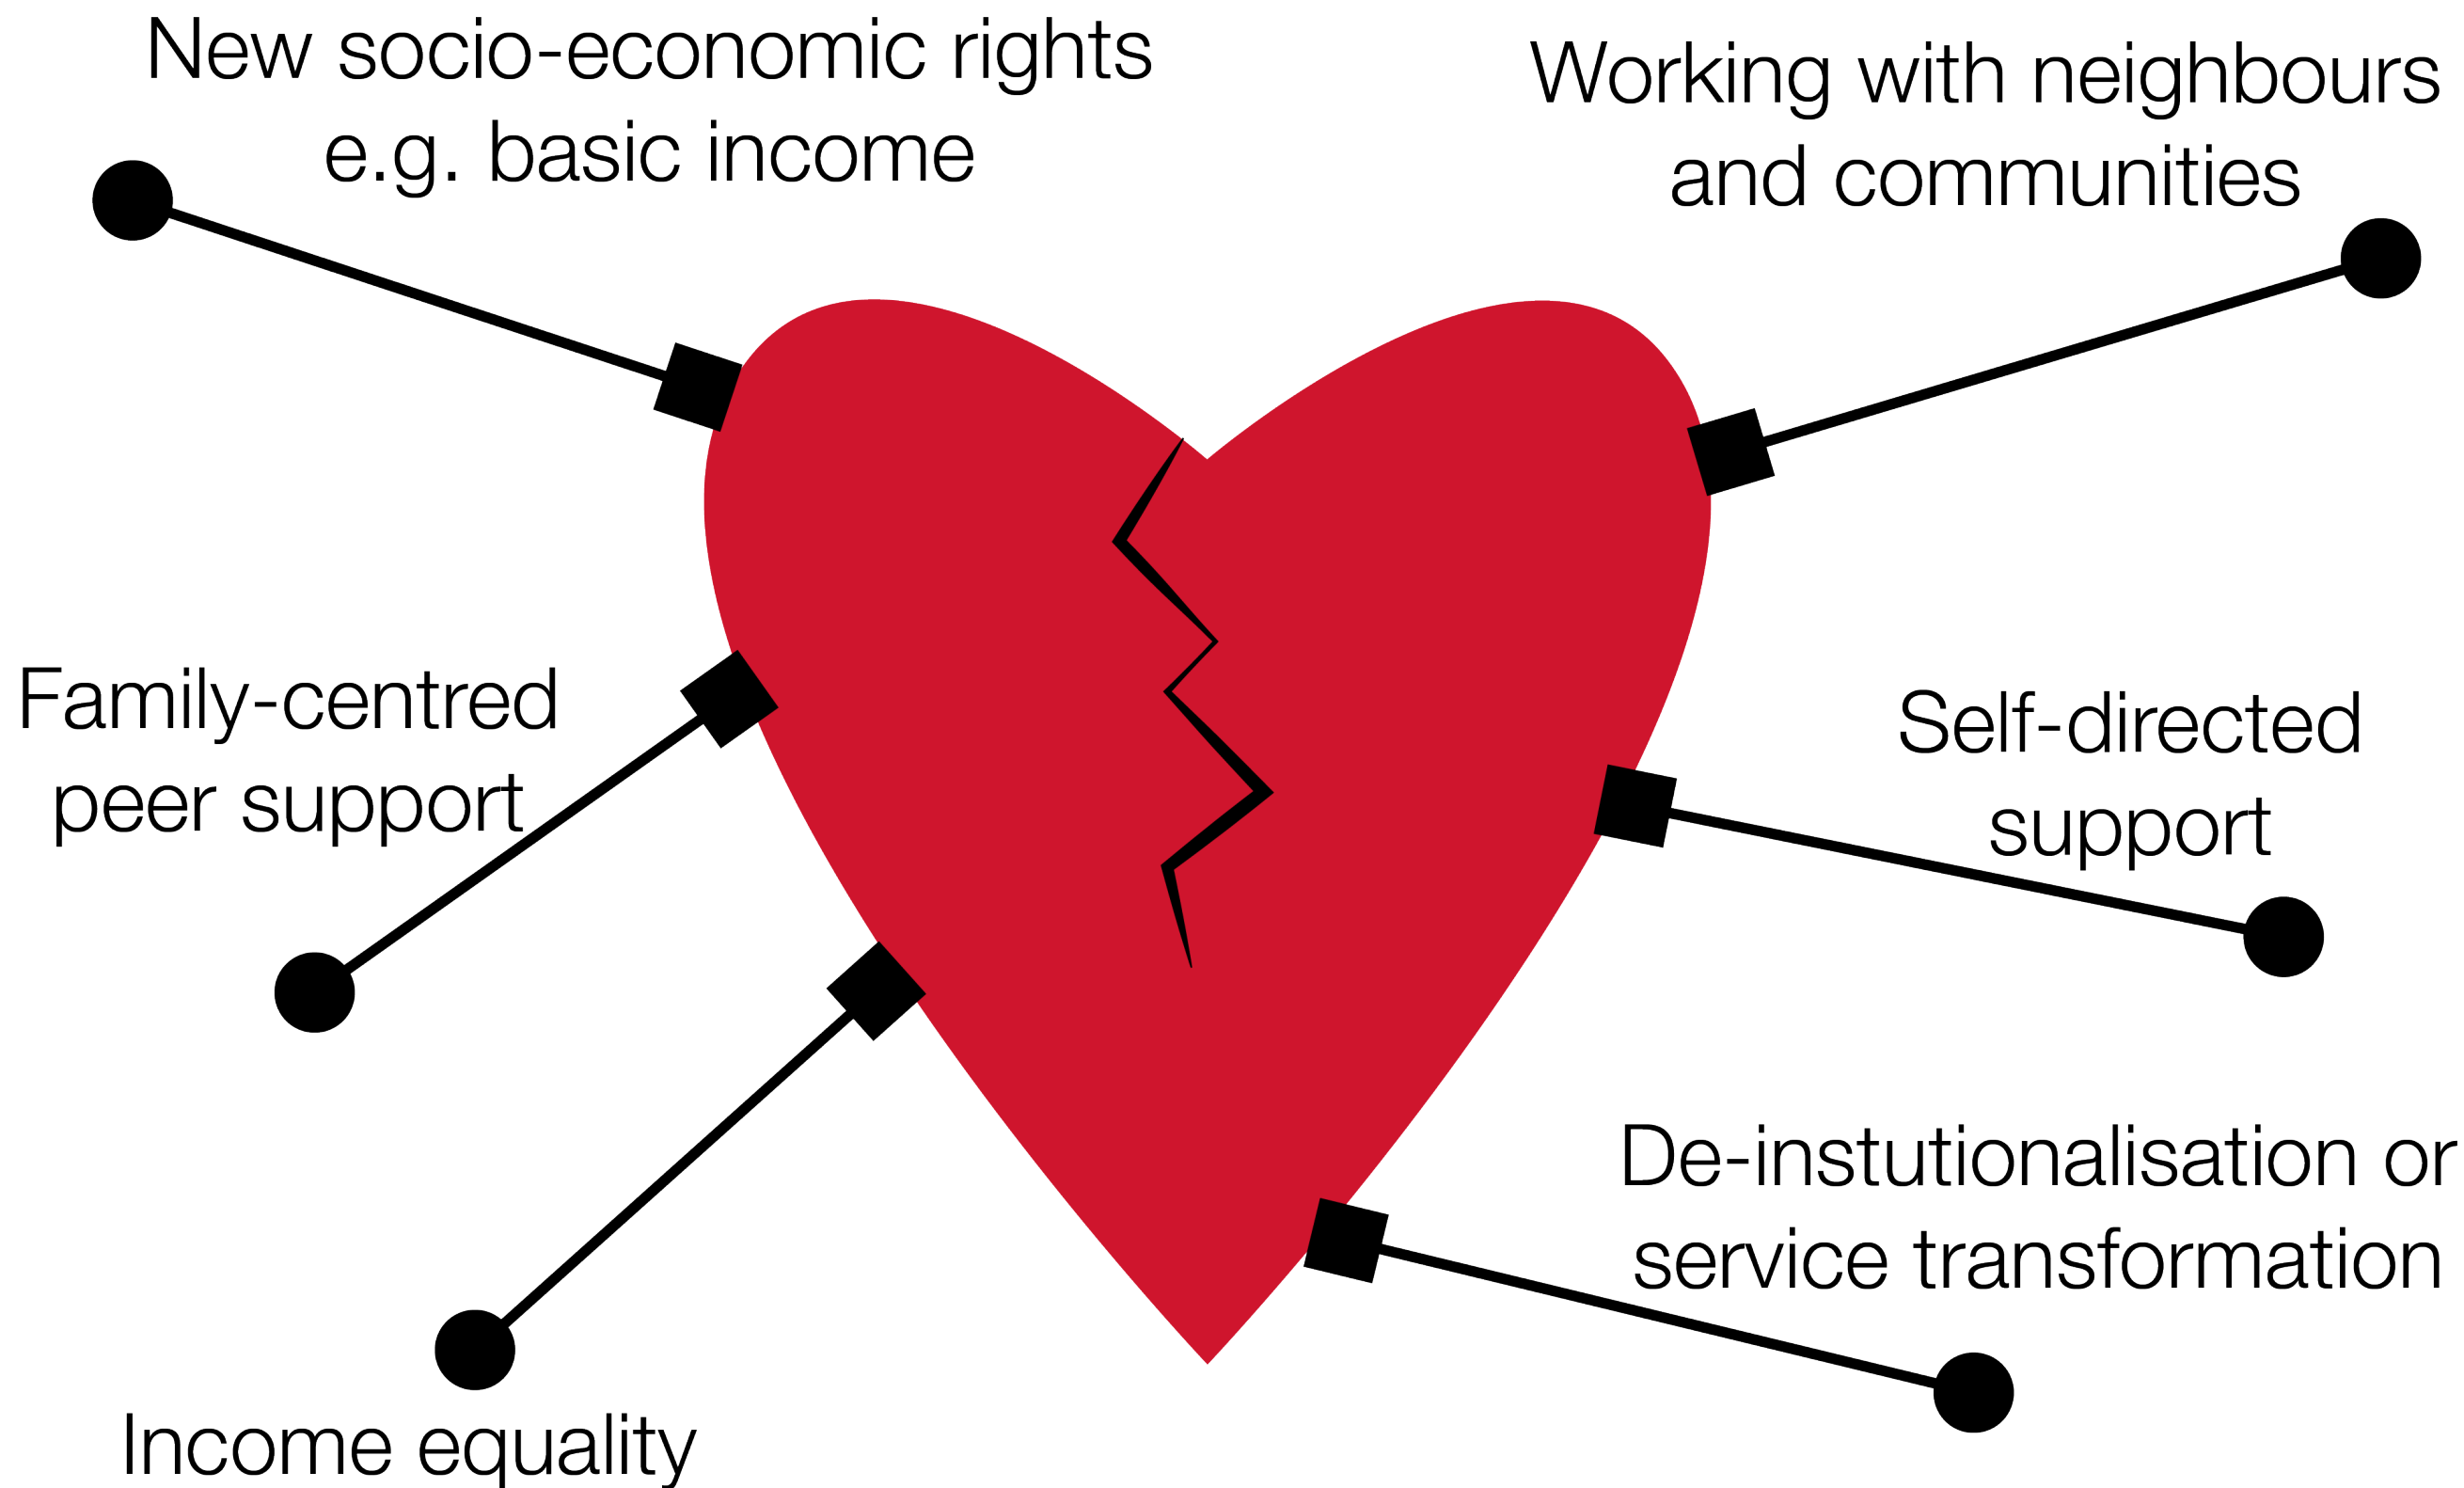 New socio-economic rights
e.g. basic income
Working with neighbours
and communities
Family-centred
peer support
Self-directed
support
De-instutionalisation or
service transformation
Income equality